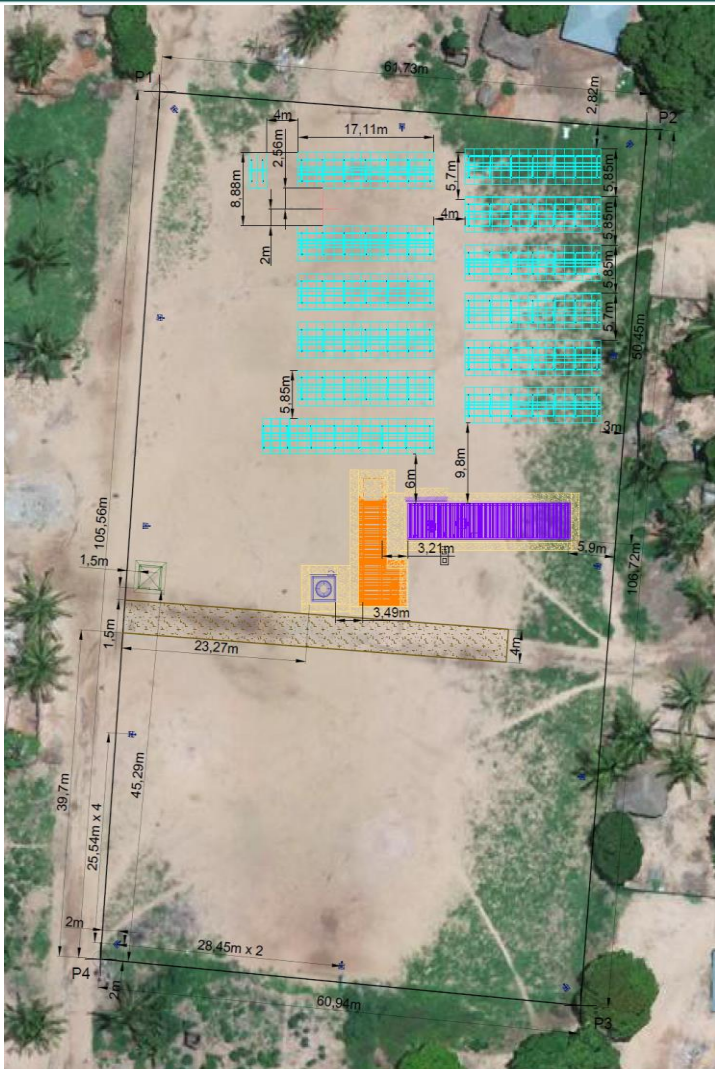 61,73m
P1
P2
2,82m
4m
17,11m
2,56m
8,88m
5,7m
5,85m
4m
5,85m
2m
5,85m
5,7m
50,45m
5,85m
3m
6m
9,8m
105,56m
3,21m
5,9m
1,5m
106,72m
3,49m
1,5m
23,27m
4m
39,7m
45,29m
25,54m x 4
2m
28,45m x 2
P4
2m
60,94m
P3